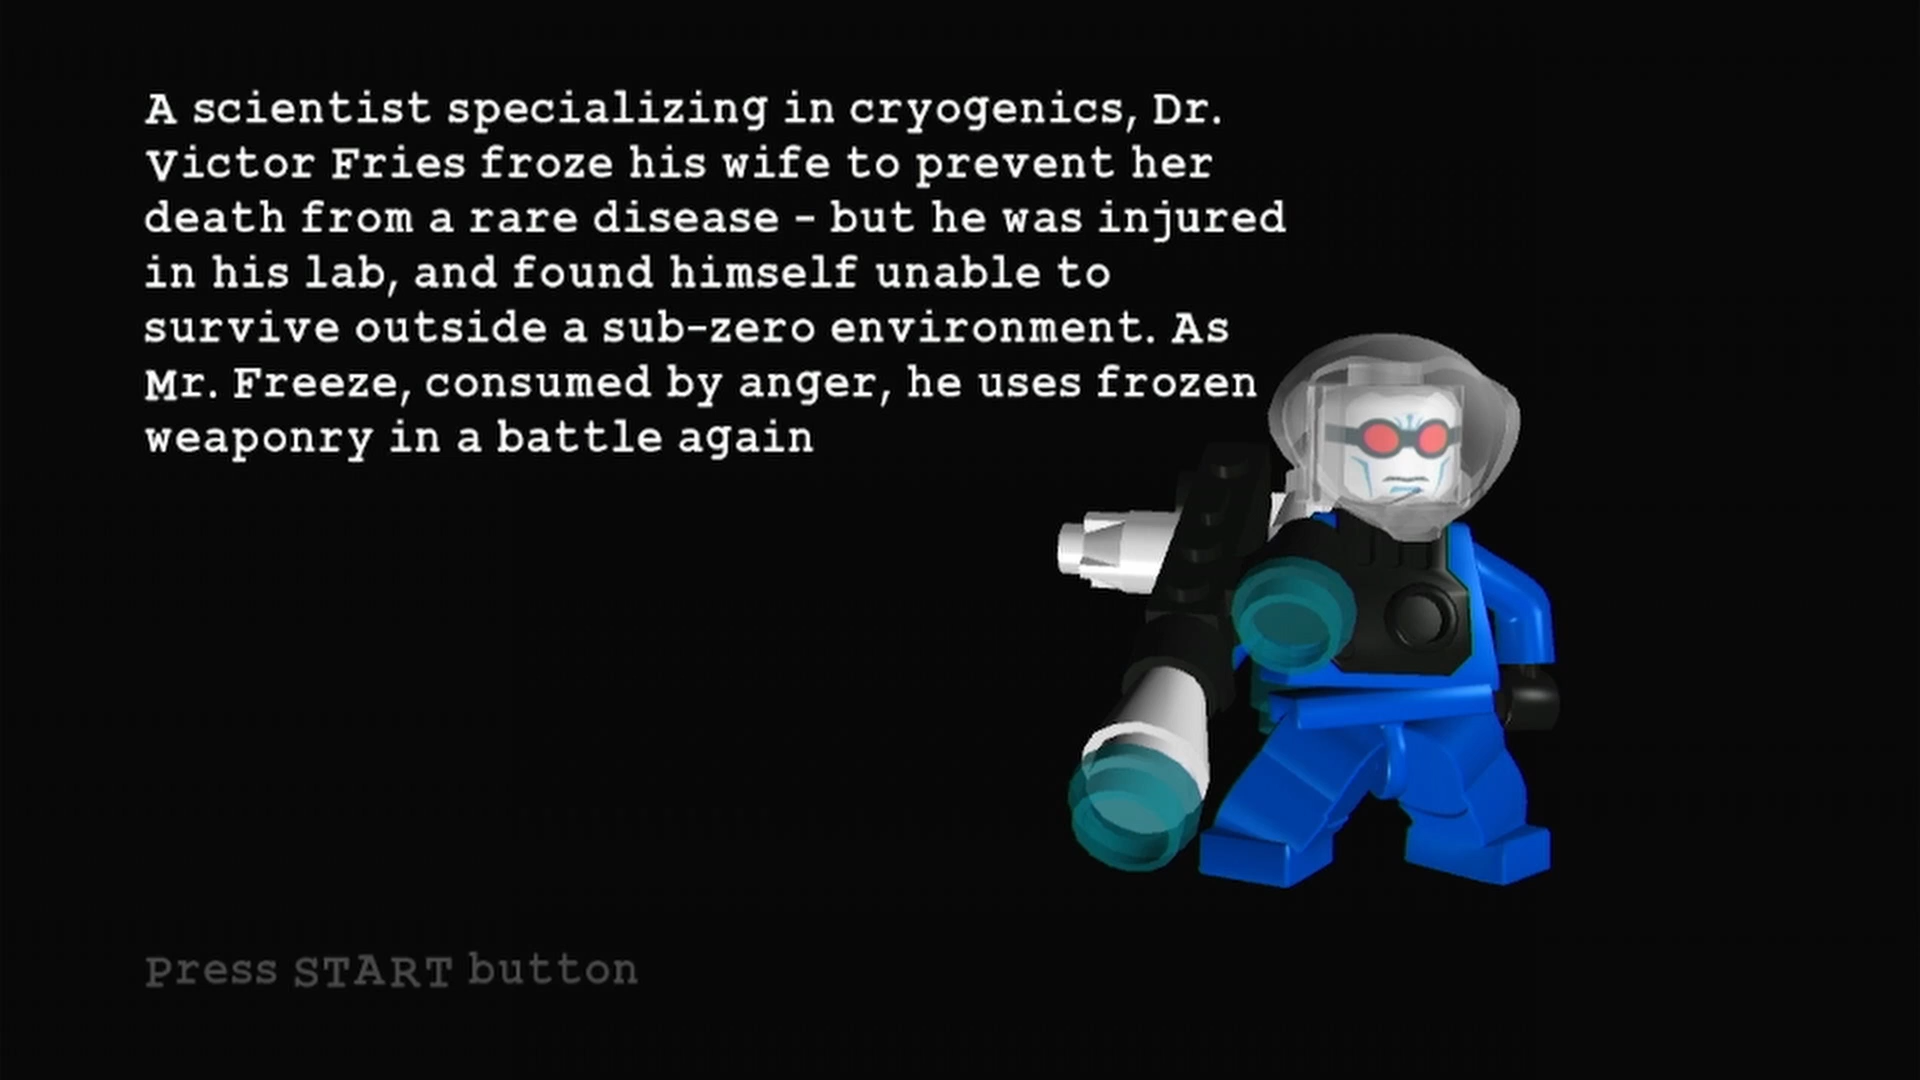 A scientist specializing in cryogenics, Dr.
Victor Fries froze his wife to prevent her
death from a rare disease - but he was injured
in his lab, and found himself unable to
survive outside a sub-zero environment. As
Mr. Freeze, consumed by anger, he uses frozen
weaponry in a battle again
Press START button